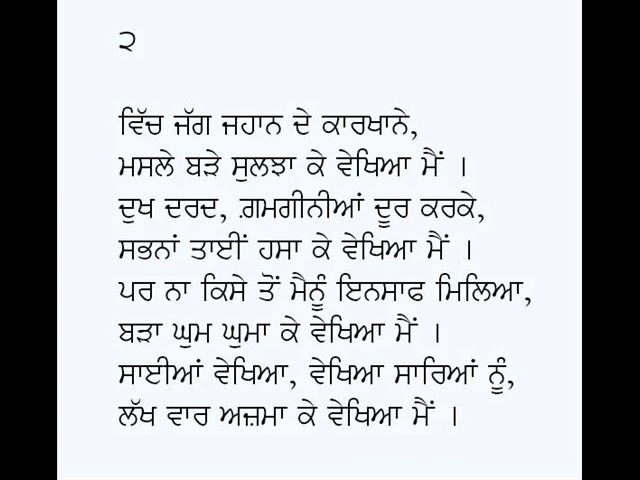 ੨
ਵਿੱਚ ਜੱਗ ਜਹਾਨ ਦੇ ਕਾਰਖਾਨੇ,
ਮਸਲੇ ਬੜੇ ਸੁਲਝਾ ਕੇ ਵੇਖਿਆ ਮੈਂ ।
ਦੁਖ ਦਰਦ, ਗ਼ਮਗੀਨੀਆਂ ਦੂਰ ਕਰਕੇ,
ਸਭਨਾਂ ਤਾਈਂ ਹਸਾ ਕੇ ਵੇਖਿਆ ਮੈਂ ।
ਪਰ ਨਾ ਕਿਸੇ ਤੋਂ ਮੈਨੂੰ ਇਨਸਾਫ ਮਿਲਿਆ,
ਬੜਾ ਘੁਮ ਘੁਮਾ ਕੇ ਵੇਖਿਆ ਮੈਂ ।
ਸਾਈਆਂ ਵੇਖਿਆ, ਵੇਖਿਆ ਸਾਰਿਆਂ ਨੂੰ,
ਲੱਖ ਵਾਰ ਅਜ਼ਮਾ ਕੇ ਵੇਖਿਆ ਮੈਂ ।